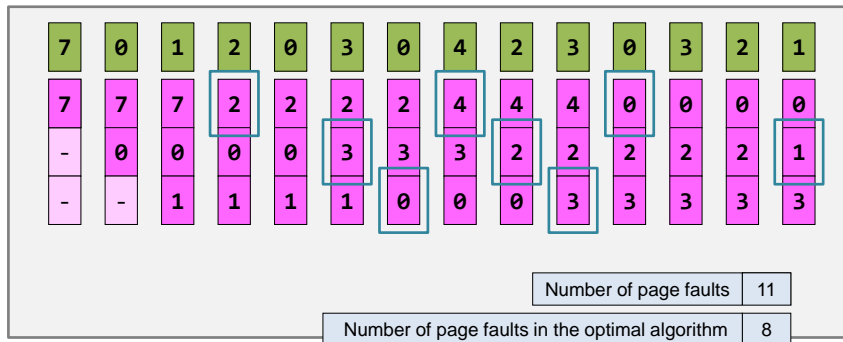 7 0 1 2 0 3 0 4 2 3 0 3 2 1
7 7 7 2 2 2 2 4 4 4 0 0 0 0
- 0 0 0 0 3 3 3 2 2 2 2 2 1
- - 1 1 1 1 0 0 0 3 3 3 3 3
Number of page faults 11
Number of page faults in the optimal algorithm 8